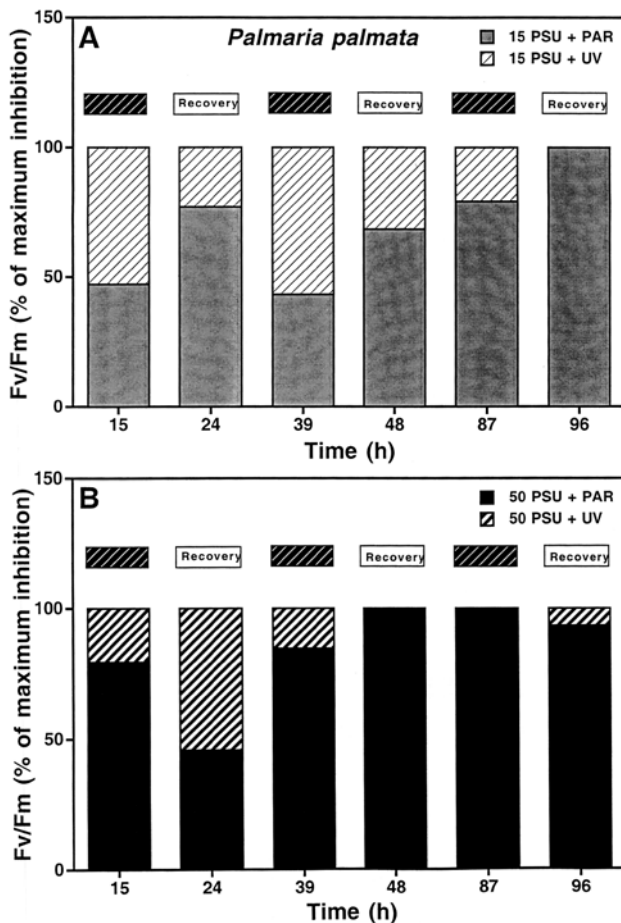 150
A
Palmaria palmata
15 PSU + PAR
15 PSU + UV
Recovery
Recovery
Recovery
100
50
0
Fv/Fm (% of maximum inhibition)
15 24 39 48 87 96
Time (h)
150
B
50 PSU + PAR
50 PSU + UV
Recovery
Recovery
Recovery
100
50
0
Fv/Fm (% of maximum inhibition)
15 24 39 48 87 96
Time (h)